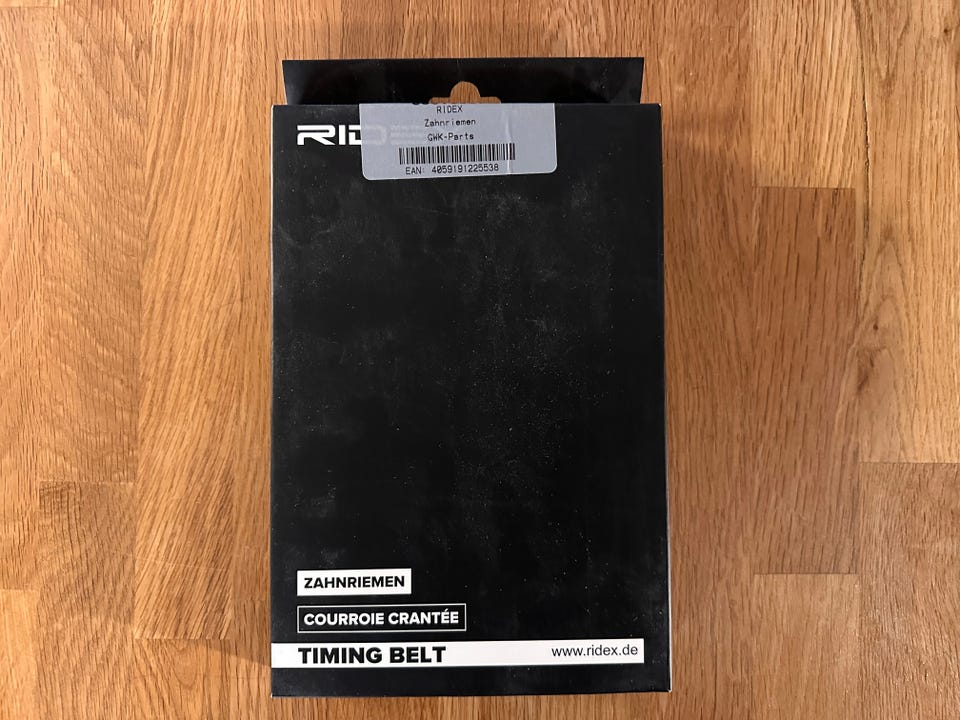 RIDEX
Zahnriemen
GWK-Parts
EAN: 4059191225538
RID
ZAHNRIEMEN
COURROIE CRANTÉE
TIMING BELT
www.ridex.de